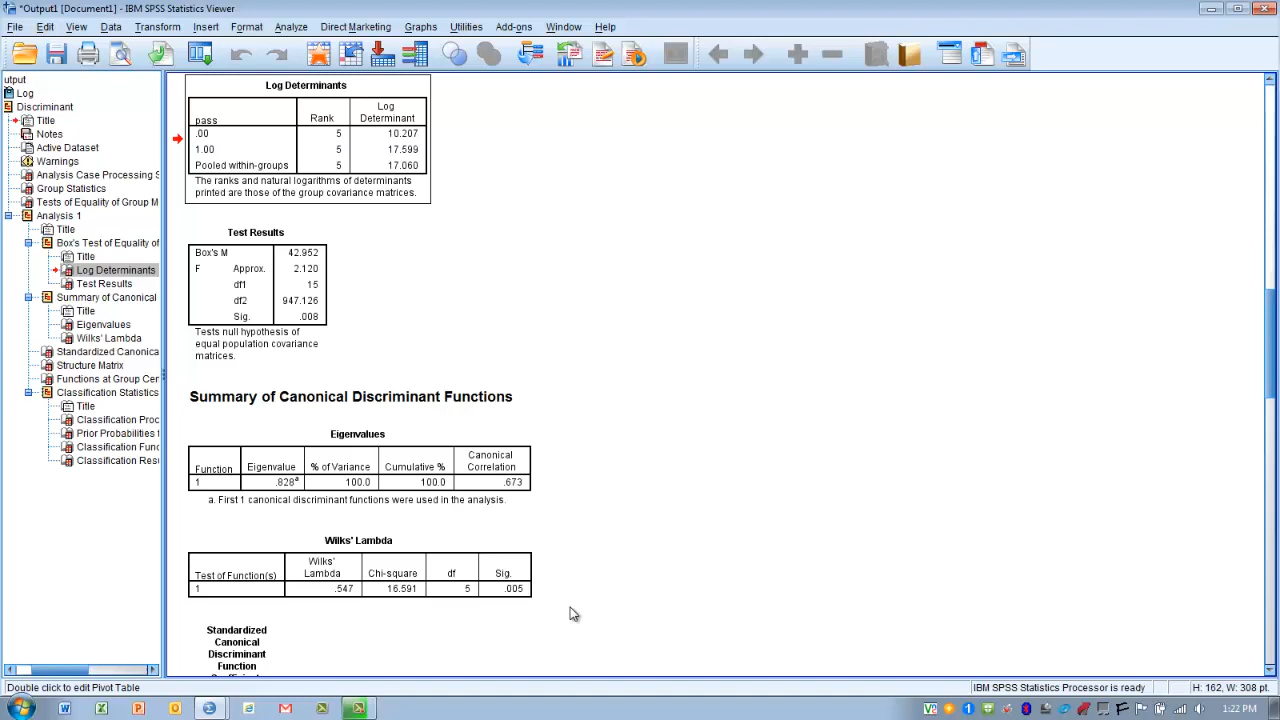 *Output1 [Document1] - IBM SPSS Statistics Viewer
File Edit View Data Transform Insert Format Analyze Direct Marketing Graphs Utilities Add-ons Window Help
utput
Log
Discriminant
Title
Notes
Active Dataset
Warnings
Analysis Case Processing S
Group Statistics
Tests of Equality of Group M
Analysis 1
Title
Box's Test of Equality of
Title
Log Determinants
Test Results
Summary of Canonical
Title
Eigenvalues
Wilks' Lambda
Standardized Canonica
Structure Matrix
Functions at Group Cen
Classification Statistics
Title
Classification Proc
Prior Probabilities f
Classification Func
Classification Resu
Log Determinants
pass Rank Log Determinant
.00 5 10.207
1.00 5 17.599
Pooled within-groups 5 17.060
The ranks and natural logarithms of determinants
printed are those of the group covariance matrices.
Test Results
Box's M 42.952
F Approx. 2.120
df1 15
df2 947.126
Sig. .008
Tests null hypothesis of
equal population covariance
matrices.
Summary of Canonical Discriminant Functions
Eigenvalues
Function Eigenvalue % of Variance Cumulative % Canonical Correlation
1 .828a 100.0 100.0 .673
a. First 1 canonical discriminant functions were used in the analysis.
Wilks' Lambda
Test of Function(s) Wilks' Lambda Chi-square df Sig.
1 .547 16.591 5 .005
Standardized
Canonical
Discriminant
Function
Double click to edit Pivot Table
IBM SPSS Statistics Processor is ready
H: 162, W: 308 pt.
1:22 PM